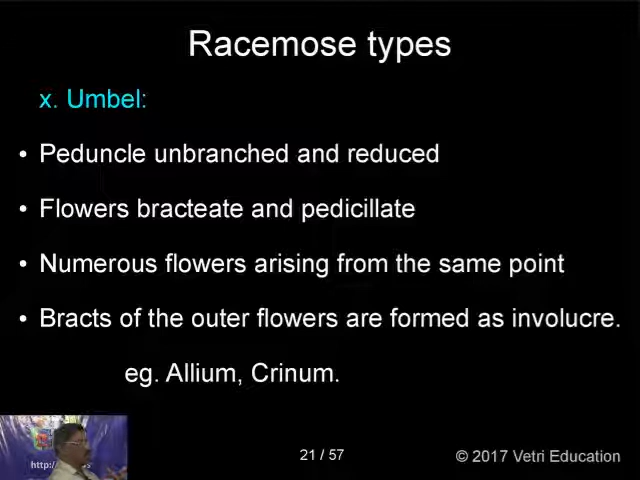 Racemose types
x. Umbel:
• Peduncle unbranched and reduced
• Flowers bracteate and pedicillate
• Numerous flowers arising from the same point
• Bracts of the outer flowers are formed as involucre.
eg. Allium, Crinum.
http://
21 / 57
© 2017 Vetri Education